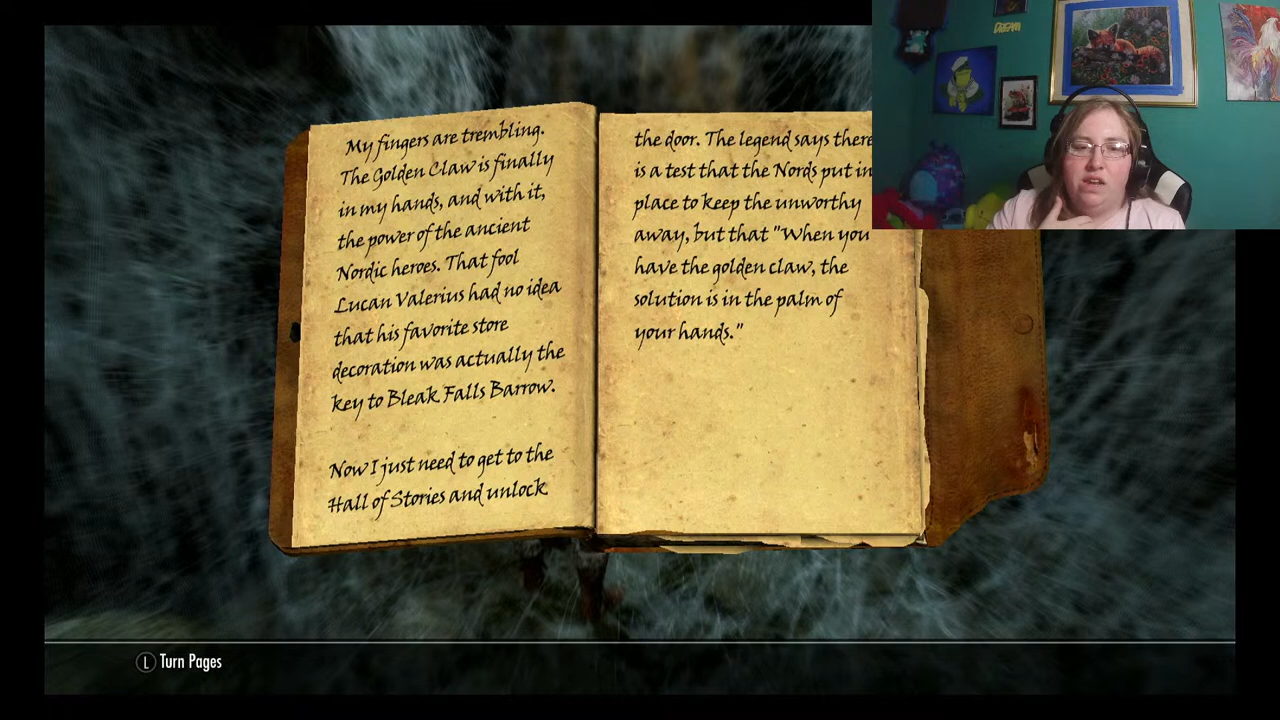 My fingers are trembling.
The Golden Claw is finally
in my hands, and with it,
the power of the ancient
Nordic heroes. That fool
Lucan Valerius had no idea
that his favorite store
decoration was actually the
key to Bleak Falls Barrow.
Now I just need to get to the
Hall of Stories and unlock
the door. The legend says there
is a test that the Nords put in
place to keep the unworthy
away, but that "When you
have the golden claw, the
solution is in the palm of
your hands."
DREAM
L Turn Pages